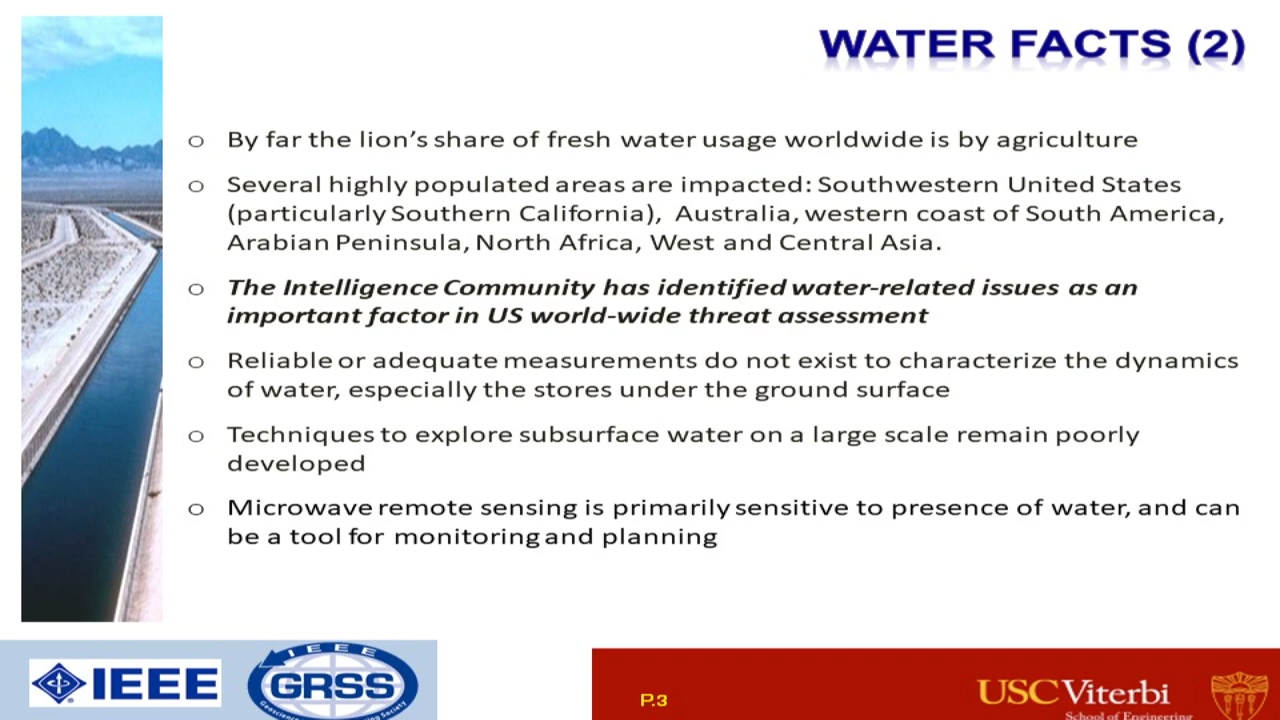 WATER FACTS (2)
o By far the lion's share of fresh water usage worldwide is by agriculture
o Several highly populated areas are impacted: Southwestern United States
(particularly Southern California), Australia, western coast of South America,
Arabian Peninsula, North Africa, West and Central Asia.
o The Intelligence Community has identified water-related issues as an
important factor in US world-wide threat assessment
o Reliable or adequate measurements do not exist to characterize the dynamics
of water, especially the stores under the ground surface
o Techniques to explore subsurface water on a large scale remain poorly
developed
o Microwave remote sensing is primarily sensitive to presence of water, and can
be a tool for monitoring and planning
IEEE
IEEE
GRSS
P.3
USC Viterbi
School of Engineering